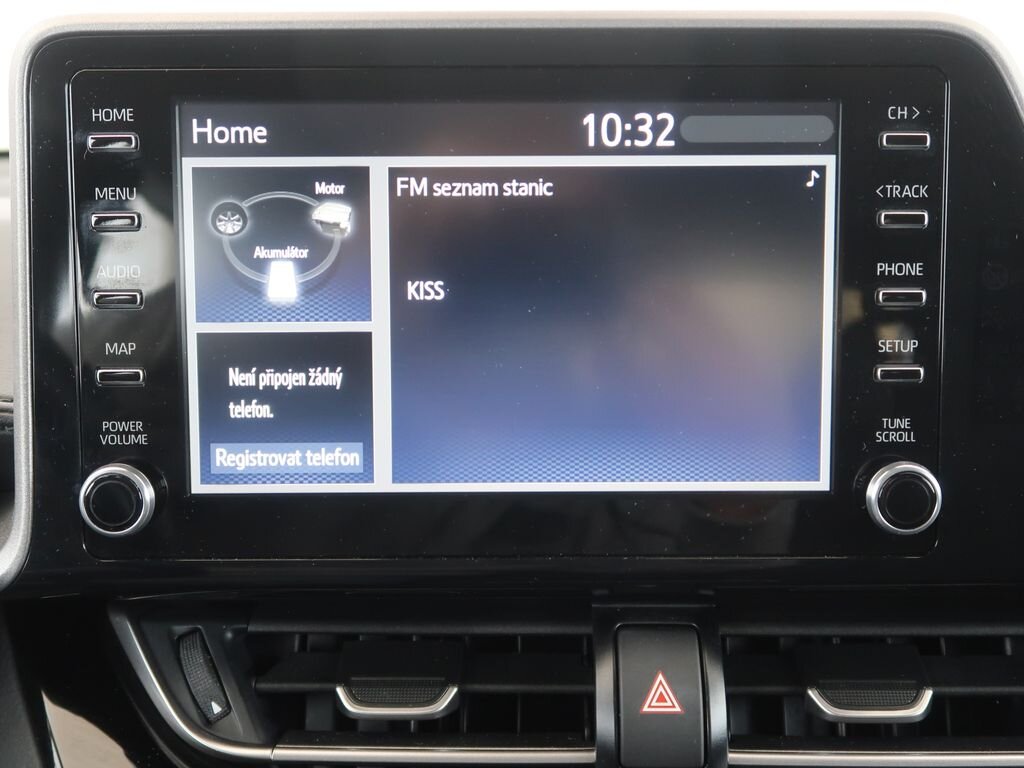 HOME
MENU
AUDIO
MAP
POWER
VOLUME
Home
10:32
Motor
Akumulátor
Není připojen žádný
telefon.
Registrovat telefon
FM seznam stanic
KISS
CH >
<TRACK
PHONE
SETUP
TUNE
SCROLL